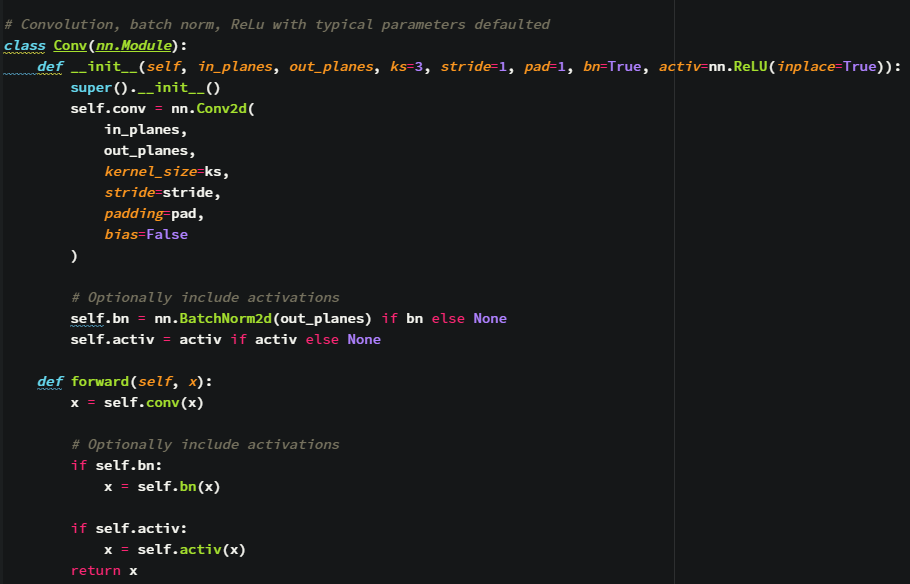 # Convolution, batch norm, ReLu with typical parameters defaulted
class Conv(nn.Module):
    def __init__(self, in_planes, out_planes, ks=3, stride=1, pad=1, bn=True, activ=nn.ReLU(inplace=True)):
        super().__init__()
        self.conv = nn.Conv2d(
            in_planes,
            out_planes,
            kernel_size=ks,
            stride=stride,
            padding=pad,
            bias=False
        )

        # Optionally include activations
        self.bn = nn.BatchNorm2d(out_planes) if bn else None
        self.activ = activ if activ else None

    def forward(self, x):
        x = self.conv(x)

        # Optionally include activations
        if self.bn:
            x = self.bn(x)

        if self.activ:
            x = self.activ(x)
        return x